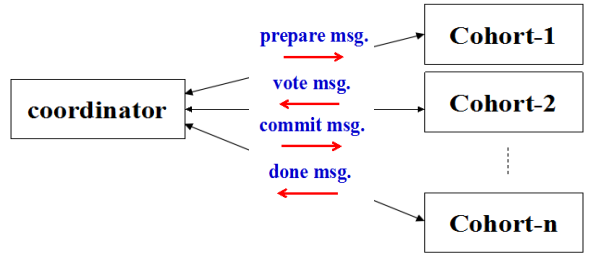 prepare msg.
Cohort-1
vote msg.
coordinator
Cohort-2
commit msg.
done msg.
Cohort-n